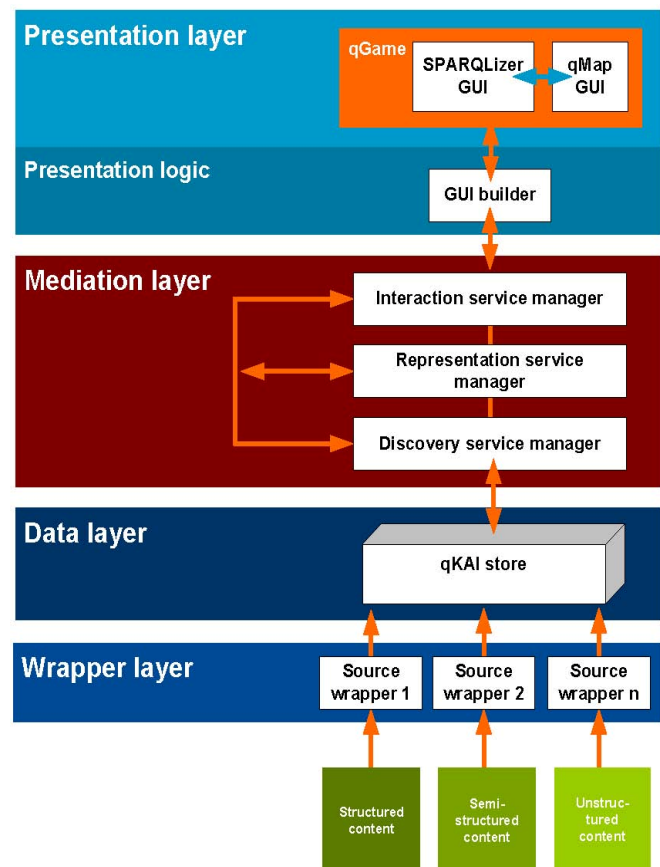 Presentation layer
qGame
SPARQLizer
GUI
qMap
GUI
Presentation logic
GUI builder
Mediation layer
Interaction service manager
Representation service
manager
Discovery service manager
Data layer
qKAI store
Wrapper layer
Source
wrapper 1
Source
wrapper 2
Source
wrapper n
Structured
content
Semi-
structured
content
Unstruc-
tured
content